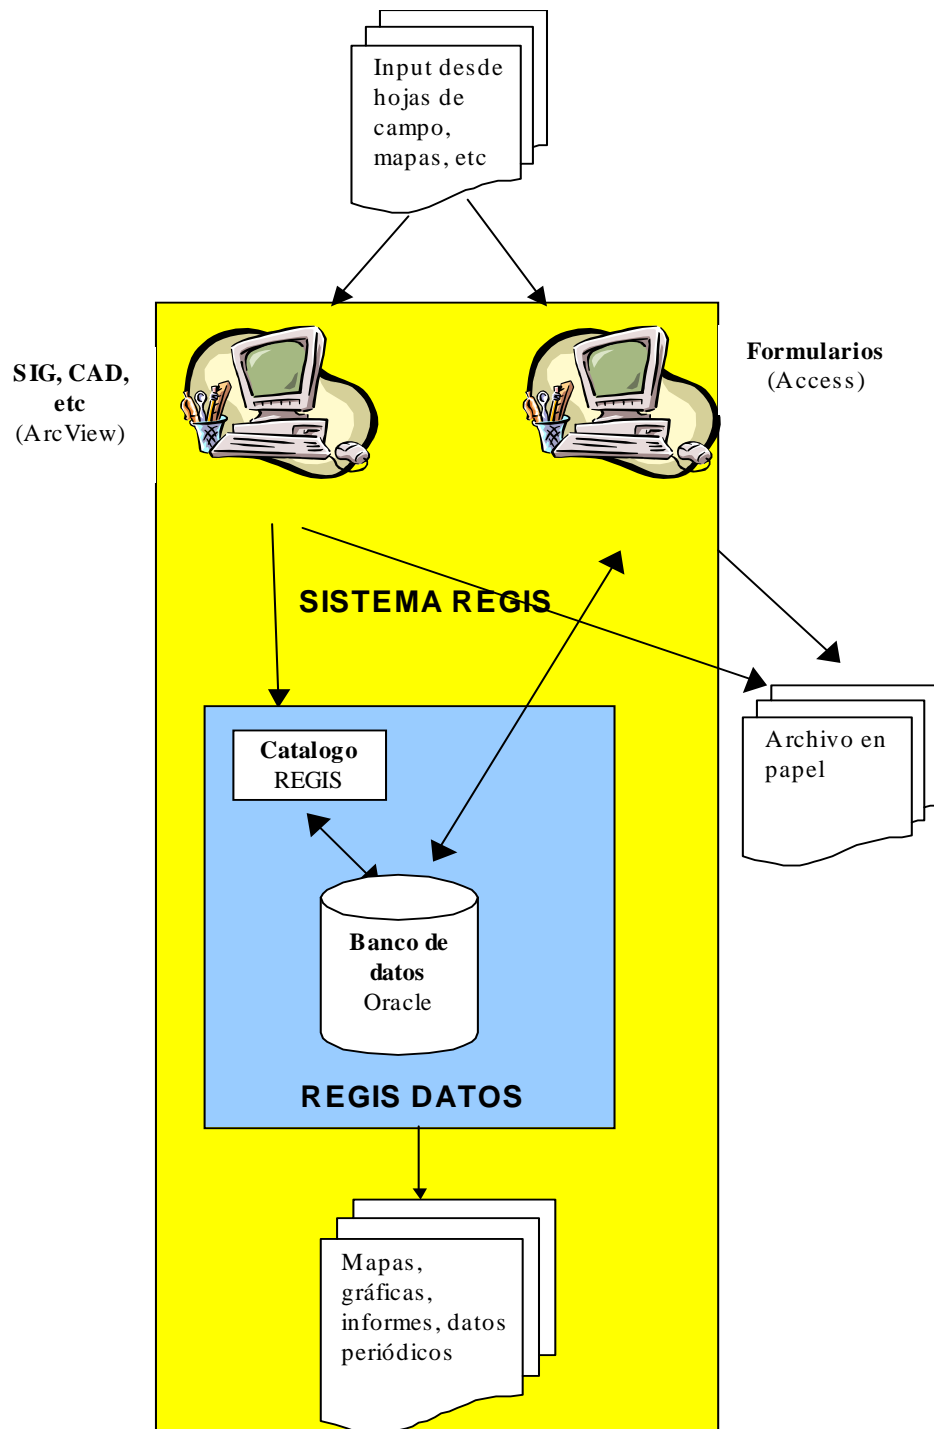 Input desde
hojas de
campo,
mapas, etc
SIG, CAD,
etc
(ArcView)
Formularios
(Access)
SISTEMA REGIS
Catalogo
REGIS
Archivo en
papel
Banco de
datos
Oracle
REGIS DATOS
Mapas,
gráficas,
informes, datos
periódicos